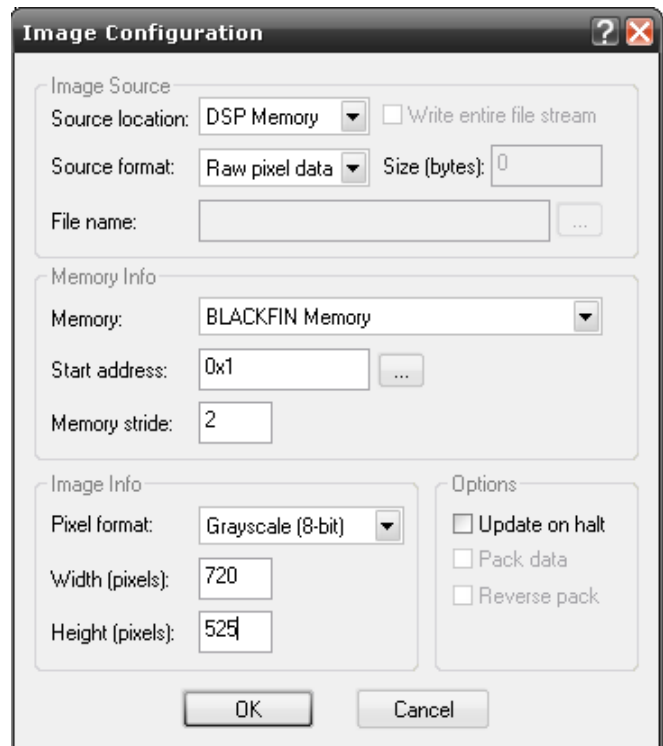 Image Configuration
Image Source
Source location: DSP Memory Write entire file stream
Source format: Raw pixel data Size (bytes): 0
File name: ...
Memory Info
Memory: BLACKFIN Memory
Start address: 0x1 ...
Memory stride: 2
Image Info Options
Pixel format: Grayscale (8-bit) Update on halt
Pack data
Width (pixels): 720
Reverse pack
Height (pixels): 525
OK Cancel